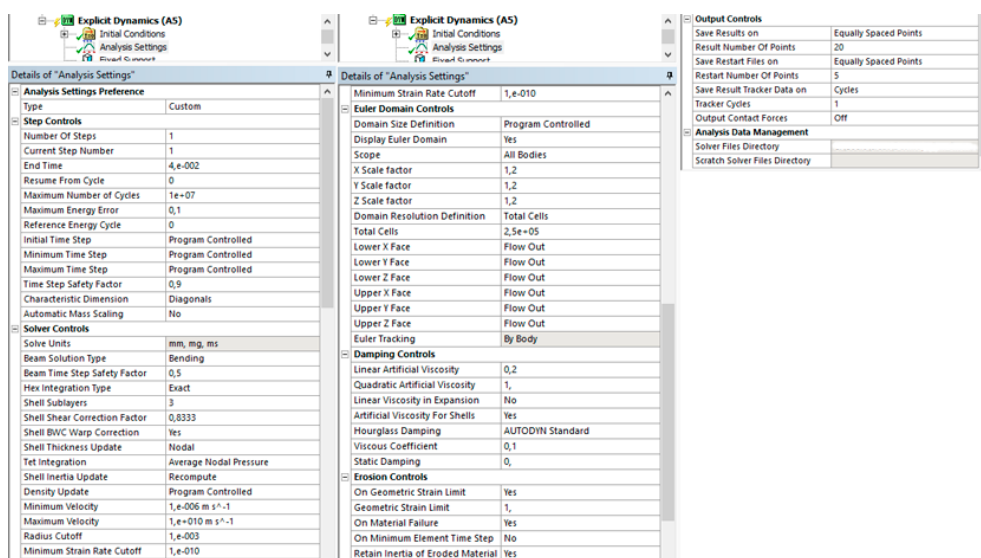 Explicit Dynamics (A5)
Initial Conditions
Analysis Settings
Fixed Support
Details of "Analysis Settings"
Analysis Settings Preference
Type Custom
Step Controls
Number Of Steps 1
Current Step Number 1
End Time 4,e-002
Resume From Cycle 0
Maximum Number of Cycles 1e+07
Maximum Energy Error 0,1
Reference Energy Cycle 0
Initial Time Step Program Controlled
Minimum Time Step Program Controlled
Maximum Time Step Program Controlled
Time Step Safety Factor 0,9
Characteristic Dimension Diagonals
Automatic Mass Scaling No
Solver Controls
Solve Units mm, mg, ms
Beam Solution Type Bending
Beam Time Step Safety Factor 0,5
Hex Integration Type Exact
Shell Sublayers 3
Shell Shear Correction Factor 0,8333
Shell BWC Warp Correction Yes
Shell Thickness Update Nodal
Tet Integration Average Nodal Pressure
Shell Inertia Update Recompute
Density Update Program Controlled
Minimum Velocity 1,e-006 m s^-1
Maximum Velocity 1,e+010 m s^-1
Radius Cutoff 1,e-003
Minimum Strain Rate Cutoff 1,e-010
Explicit Dynamics (A5)
Initial Conditions
Analysis Settings
Fixed Support
Details of "Analysis Settings"
Minimum Strain Rate Cutoff 1,e-010
Euler Domain Controls
Domain Size Definition Program Controlled
Display Euler Domain Yes
Scope All Bodies
X Scale factor 1,2
Y Scale factor 1,2
Z Scale factor 1,2
Domain Resolution Definition Total Cells
Total Cells 2,5e+05
Lower X Face Flow Out
Lower Y Face Flow Out
Lower Z Face Flow Out
Upper X Face Flow Out
Upper Y Face Flow Out
Upper Z Face Flow Out
Euler Tracking By Body
Damping Controls
Linear Artificial Viscosity 0,2
Quadratic Artificial Viscosity 1,
Linear Viscosity in Expansion No
Artificial Viscosity For Shells Yes
Hourglass Damping AUTODYN Standard
Viscous Coefficient 0,1
Static Damping 0,
Erosion Controls
On Geometric Strain Limit Yes
Geometric Strain Limit 1,
On Material Failure Yes
On Minimum Element Time Step No
Retain Inertia of Eroded Material Yes
Output Controls
Save Results on Equally Spaced Points
Result Number Of Points 20
Save Restart Files on Equally Spaced Points
Restart Number Of Points 5
Save Result Tracker Data on Cycles
Tracker Cycles 1
Output Contact Forces Off
Analysis Data Management
Solver Files Directory
Scratch Solver Files Directory